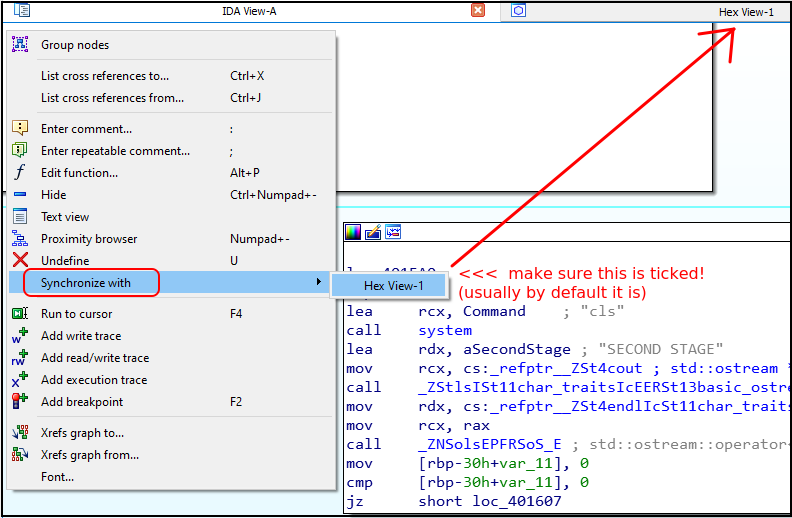 IDA View-A
Hex View-1
Group nodes
List cross references to... Ctrl+X
List cross references from... Ctrl+J
Enter comment... :
Enter repeatable comment... ;
Edit function... Alt+P
Hide Ctrl+Numpad+-
Text view
Proximity browser Numpad+-
Undefine U
Synchronize with
Hex View-1
Run to cursor F4
Add write trace
Add read/write trace
Add execution trace
Add breakpoint F2
Xrefs graph to...
Xrefs graph from...
Font...
<<< make sure this is ticked!
(usually by default it is)
lea rcx, Command ; "cls"
call system
lea rdx, aSecondStage ; "SECOND STAGE"
mov rcx, cs:_refptr__ZSt4cout ; std::ostream *
call _ZStlsISt11char_traitsIcEERSt13basic_ostre
mov rdx, cs:_refptr__ZSt4endlIcSt11char_traits
mov rcx, rax
call _ZNSolsEPFRSoS_E ; std::ostream::operator<
mov [rbp-30h+var_11], 0
cmp [rbp-30h+var_11], 0
jz short loc_401607